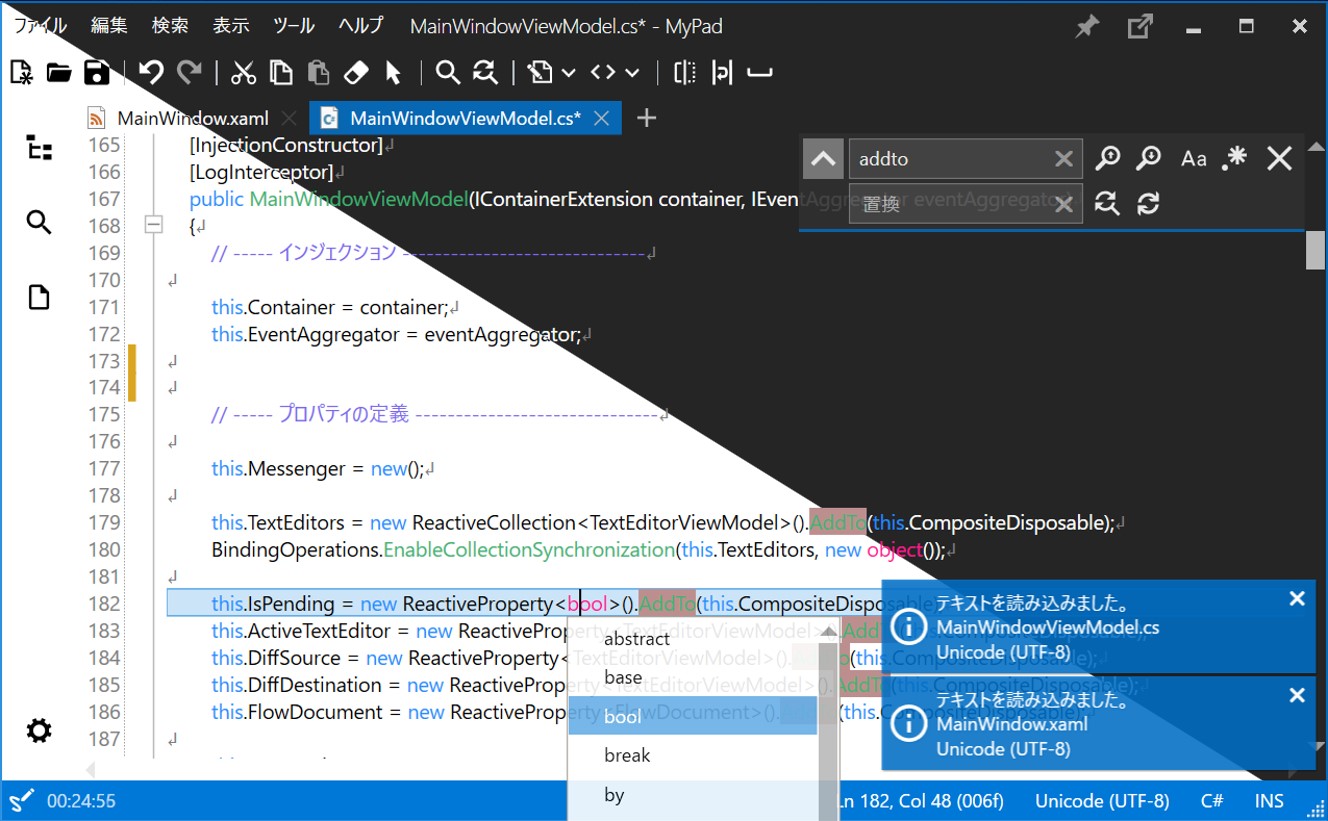 ファイル 編集 検索 表示 ツール ヘルプ MainWindowViewModel.cs* - MyPad
MainWindow.xaml MainWindowViewModel.cs*
addto Aa
置換
165 [InjectionConstructor]
166 [LogInterceptor]
167 public MainWindowViewModel(IContainerExtension container, IEventAggregator eventAggregator)
168 {
169 // ----- インジェクション ------------------------------
170
171 this.Container = container;
172 this.EventAggregator = eventAggregator;
173
174
175 // ----- プロパティの定義 ------------------------------
176
177 this.Messenger = new();
178
179 this.TextEditors = new ReactiveCollection<TextEditorViewModel>().AddTo(this.CompositeDisposable);
180 BindingOperations.EnableCollectionSynchronization(this.TextEditors, new object());
181
182 this.IsPending = new ReactiveProperty<bool>().AddTo(this.CompositeDisposable
183 this.ActiveTextEditor = new ReactiveProperty<TextEditorViewModel>().Add
184 this.DiffSource = new ReactiveProperty<TextEditorViewModel>().o(this.CompositeDisposable);
185 this.DiffDestination = new ReactiveProperty<TextEditorViewModel>().AddTo(this.CompositeDisposable);
186 this.FlowDocument = new ReactiveProperty<FlowDocument>().AddTo(this.CompositeDisposable)
187
abstract
base
bool
break
by
テキストを読み込みました。
MainWindowViewModel.cs
Unicode (UTF-8)
テキストを読み込みました。
MainWindow.xaml
Unicode (UTF-8)
00:24:55 Ln 182, Col 48 (006f) Unicode (UTF-8) C# INS